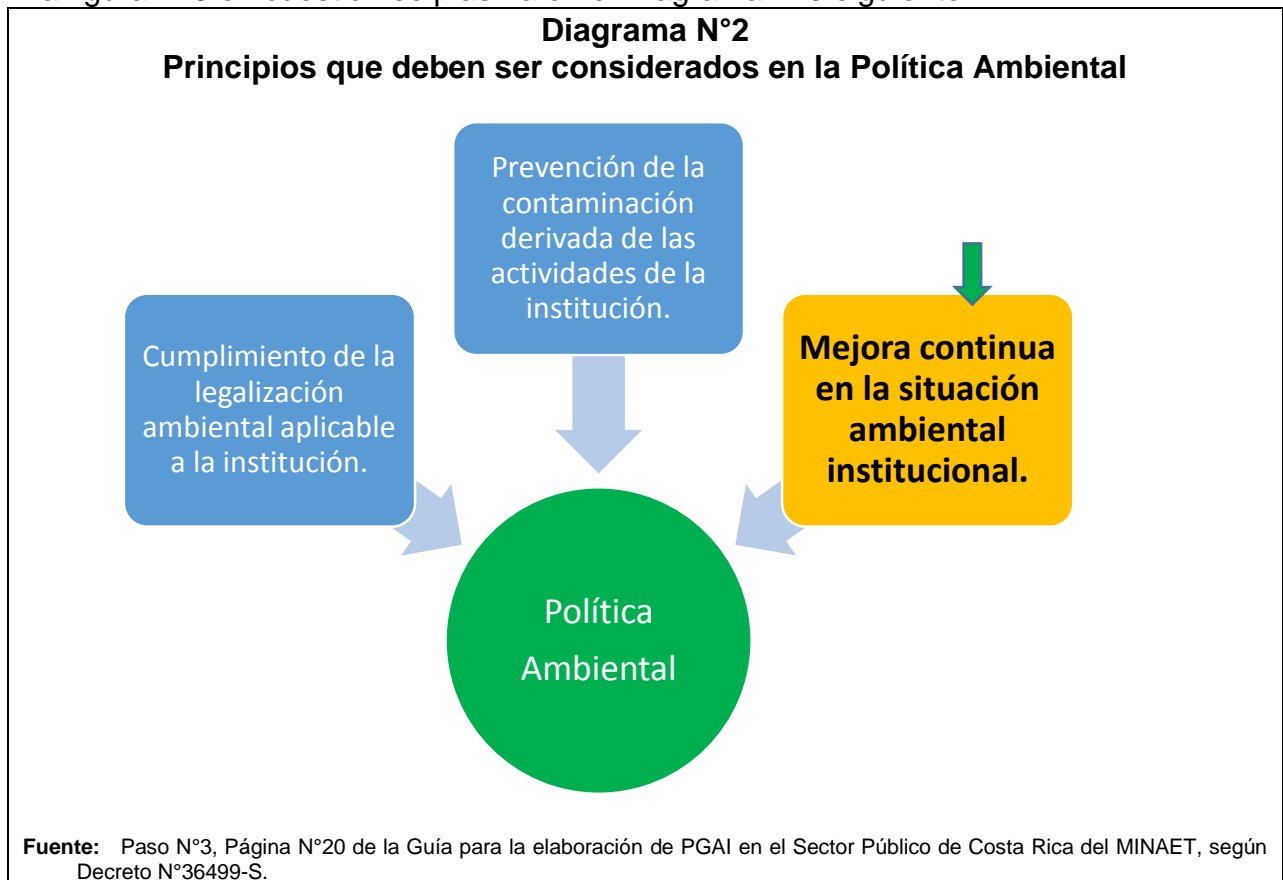 Diagrama N°2
Principios que deben ser considerados en la Política Ambiental
Prevención de la
contaminación
derivada de las
actividades de la
institución.
Cumplimiento de la
legalización
ambiental aplicable
a la institución.
Mejora continua
en la situación
ambiental
institucional.
Política
Ambiental
Fuente: Paso N°3, Página N°20 de la Guía para la elaboración de PGAI en el Sector Público de Costa Rica del MINAET, según
Decreto N°36499-S.